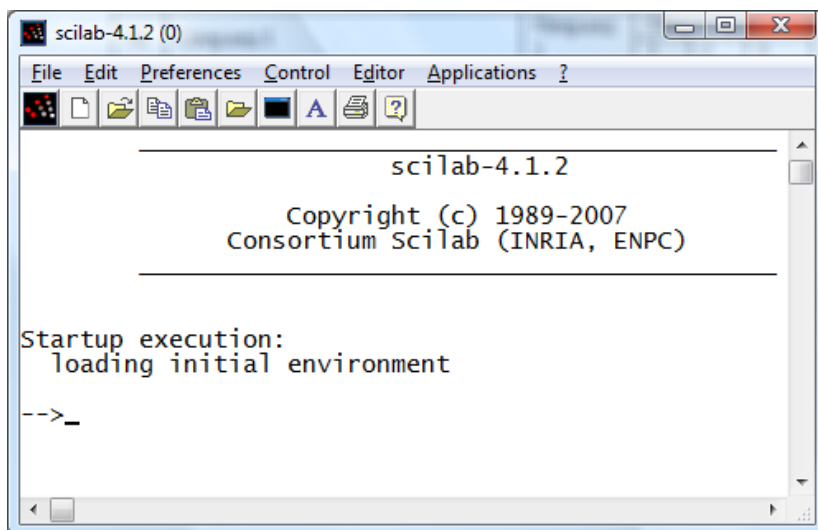 scilab-4.1.2 (0)
File Edit Preferences Control Editor Applications ?
A ?
scilab-4.1.2
Copyright (c) 1989-2007
Consortium Scilab (INRIA, ENPC)
Startup execution:
loading initial environment
-->_